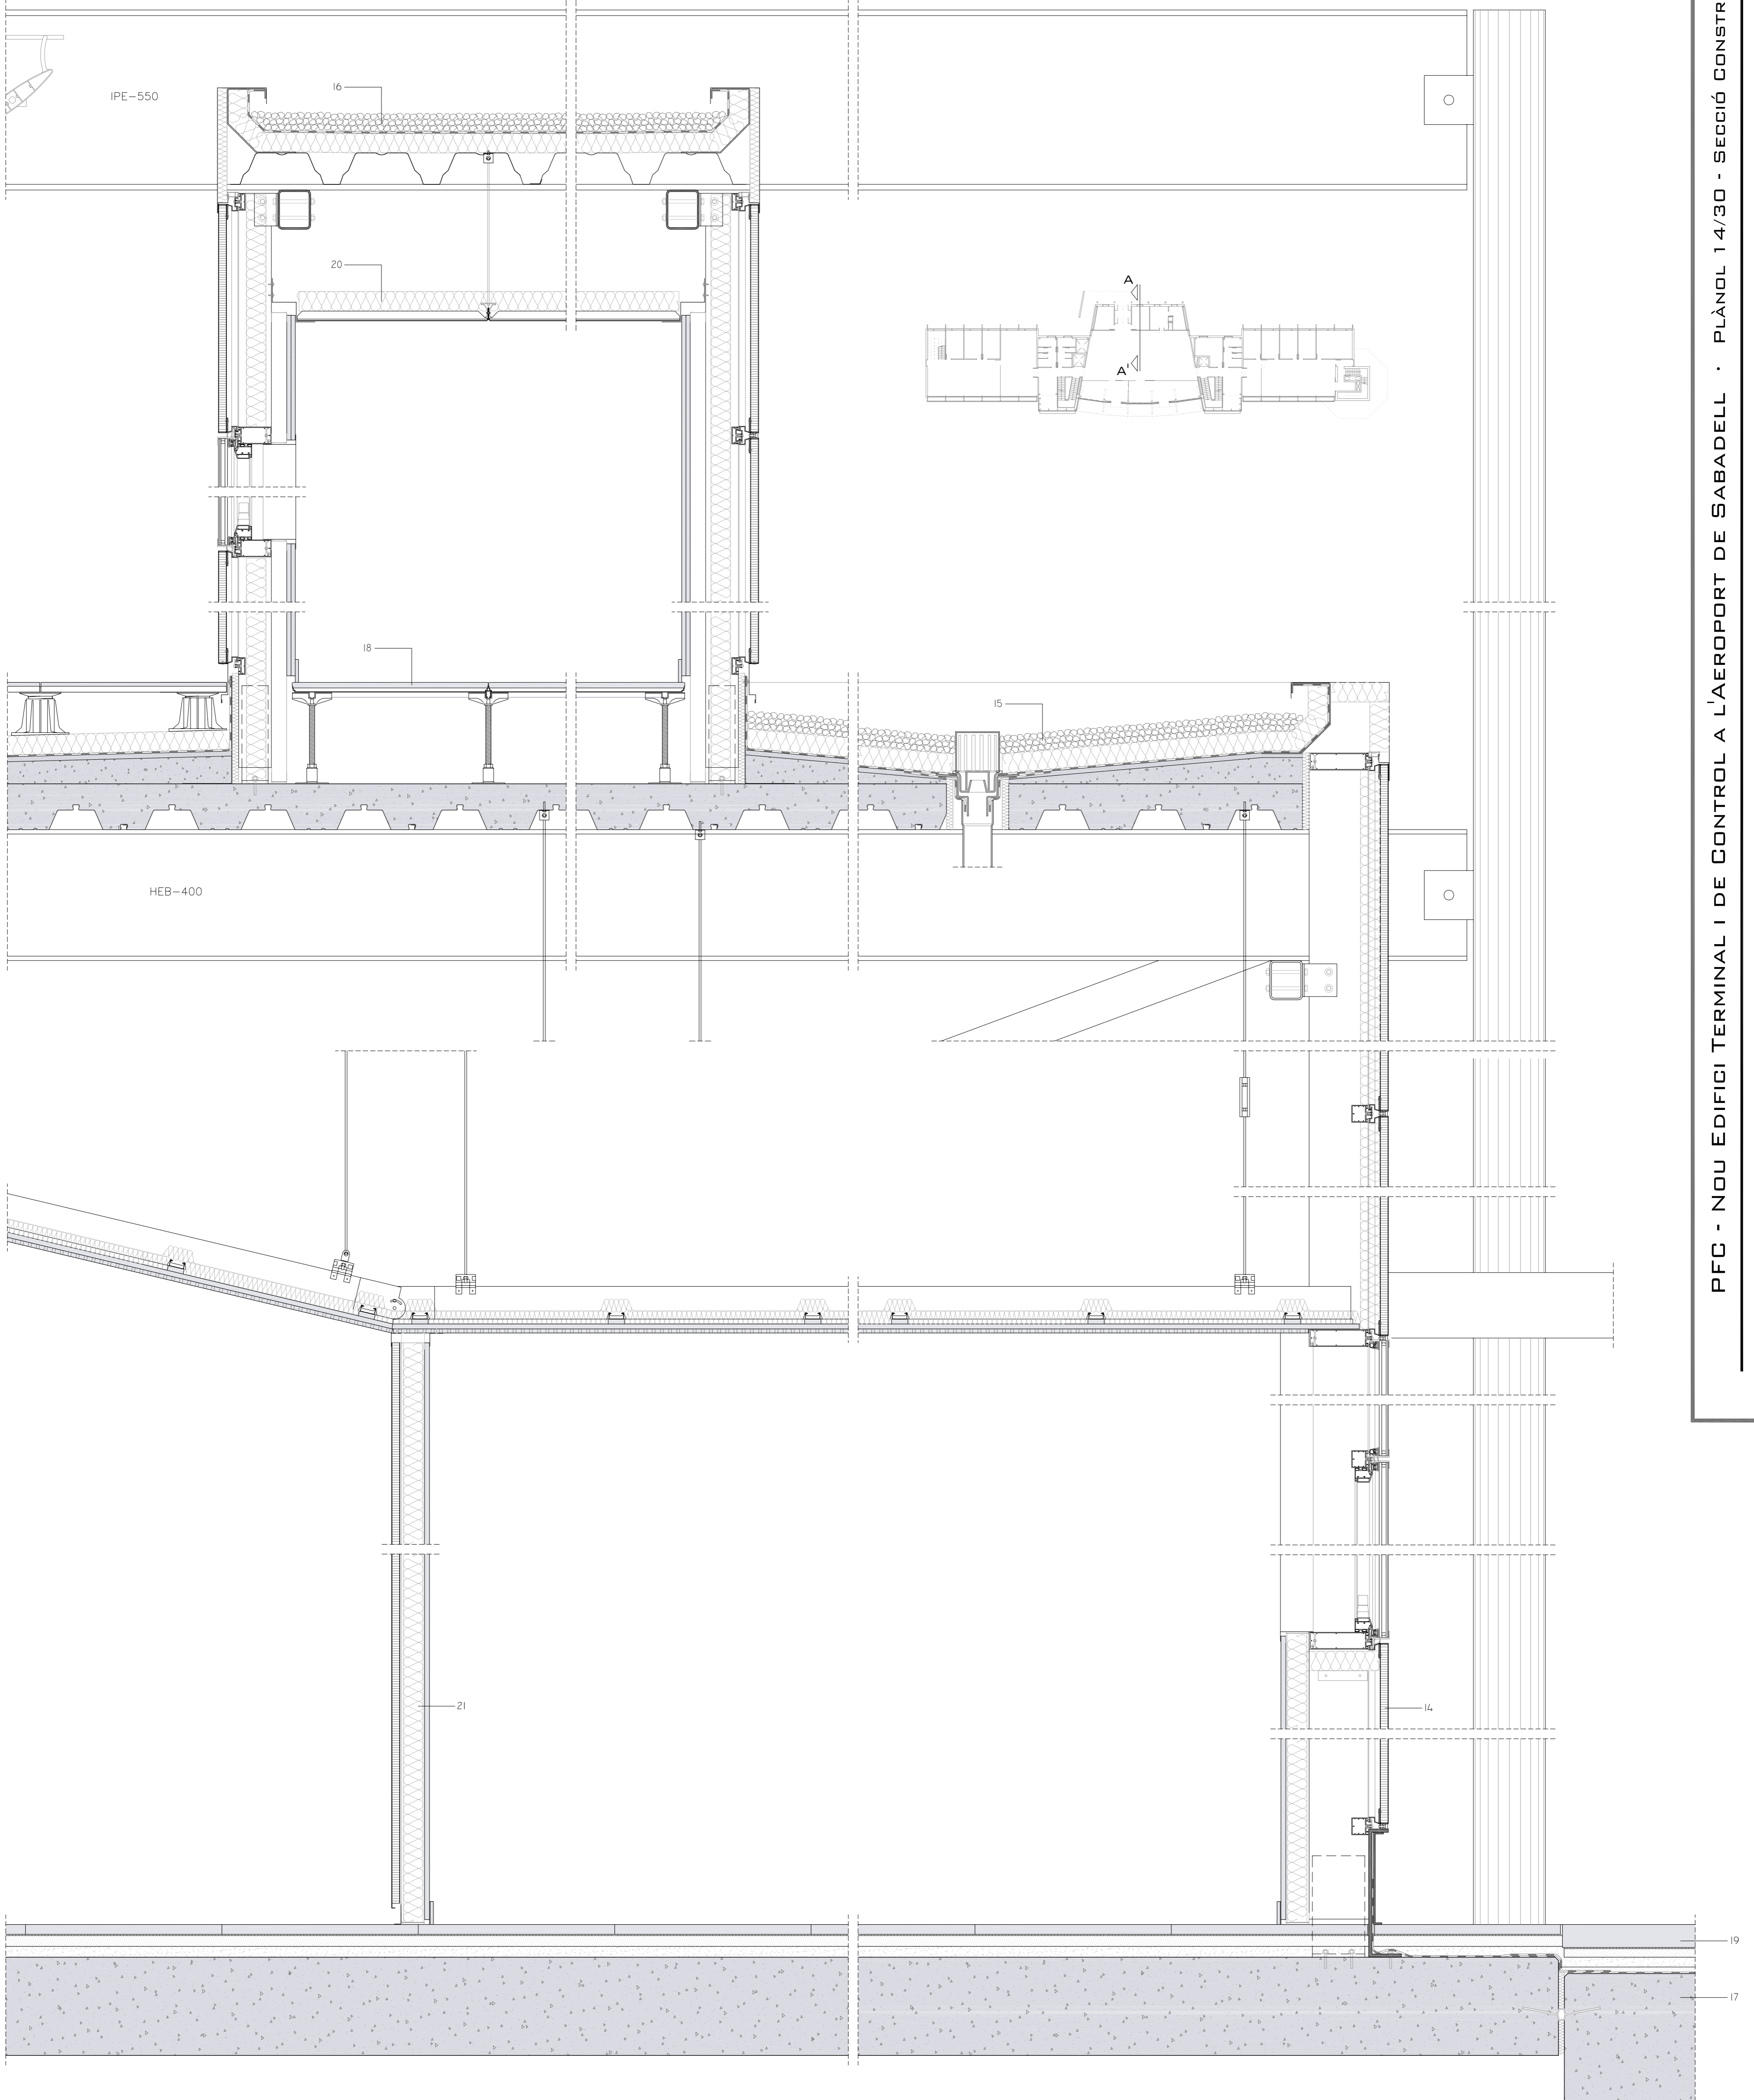 IPE-550
16
20
A
A'
18
15
HEB-400
21
14
19
17
PFC - Nou Edifici Terminal i de Control a l'Aeroport de Sabadell · Plànol 14/30 - Secció Constr